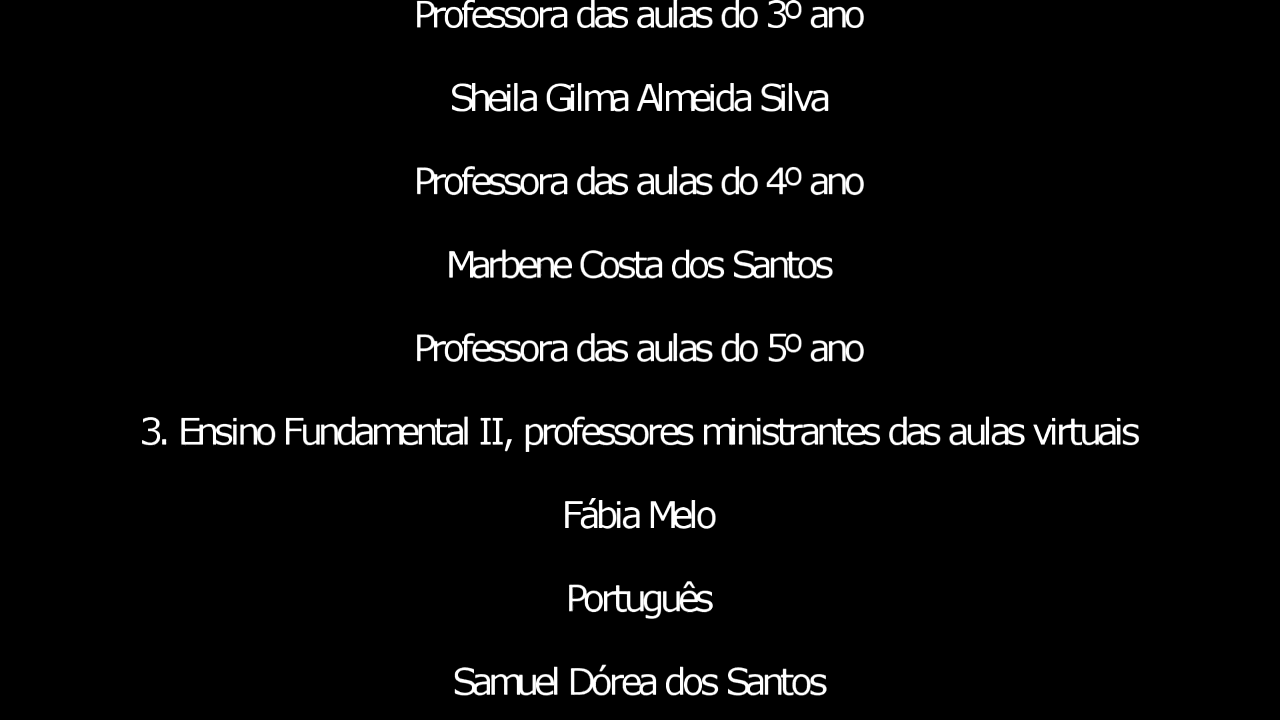 Professora das aulas do 3º ano
Sheila Gilma Almeida Silva
Professora das aulas do 4º ano
Marbene Costa dos Santos
Professora das aulas do 5º ano
3. Ensino Fundamental II, professores ministrantes das aulas virtuais
Fábia Melo
Português
Samuel Dórea dos Santos